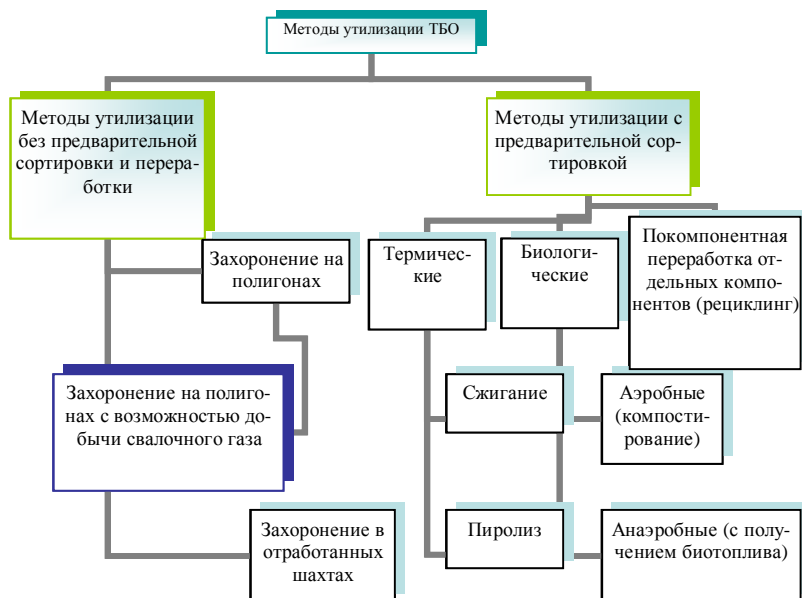 Методы утилизации ТБО
Методы утилизации
без предварительной
сортировки и перера-
ботки
Методы утилизации с
предварительной сор-
тировкой
Захоронение на
полигонах
Термичес-
кие
Биологи-
ческие
Покомпонентная
переработка от-
дельных компо-
нентов (рециклинг)
Захоронение на полиго-
нах с возможностью до-
бычи свалочного газа
Сжигание
Аэробные
(компости-
рование)
Захоронение в
отработанных
шахтах
Пиролиз
Анаэробные (с полу-
чением биотоплива)